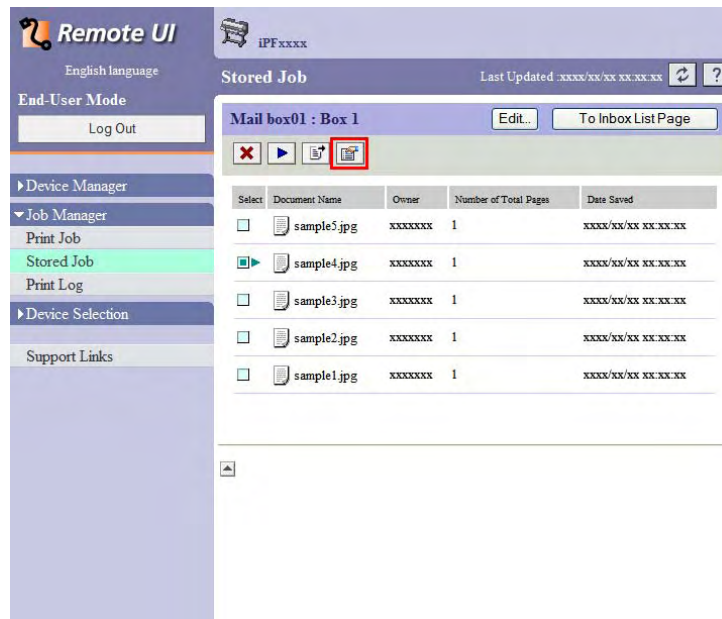 Remote UI
English language
End-User Mode
Log Out
Device Manager
Job Manager
Print Job
Stored Job
Print Log
Device Selection
Support Links
iPFxxxx
Stored Job
Last Updated :xxxx/xx/xx xx:xx:xx
?
Mail box01 : Box 1
Edit...
To Inbox List Page
Select Document Name Owner Number of Total Pages Date Saved
sample5.jpg xxxxxxx 1 xxxx/xx/xx xx:xx:xx
sample4.jpg xxxxxxx 1 xxxx/xx/xx xx:xx:xx
sample3.jpg xxxxxxx 1 xxxx/xx/xx xx:xx:xx
sample2.jpg xxxxxxx 1 xxxx/xx/xx xx:xx:xx
sample1.jpg xxxxxxx 1 xxxx/xx/xx xx:xx:xx